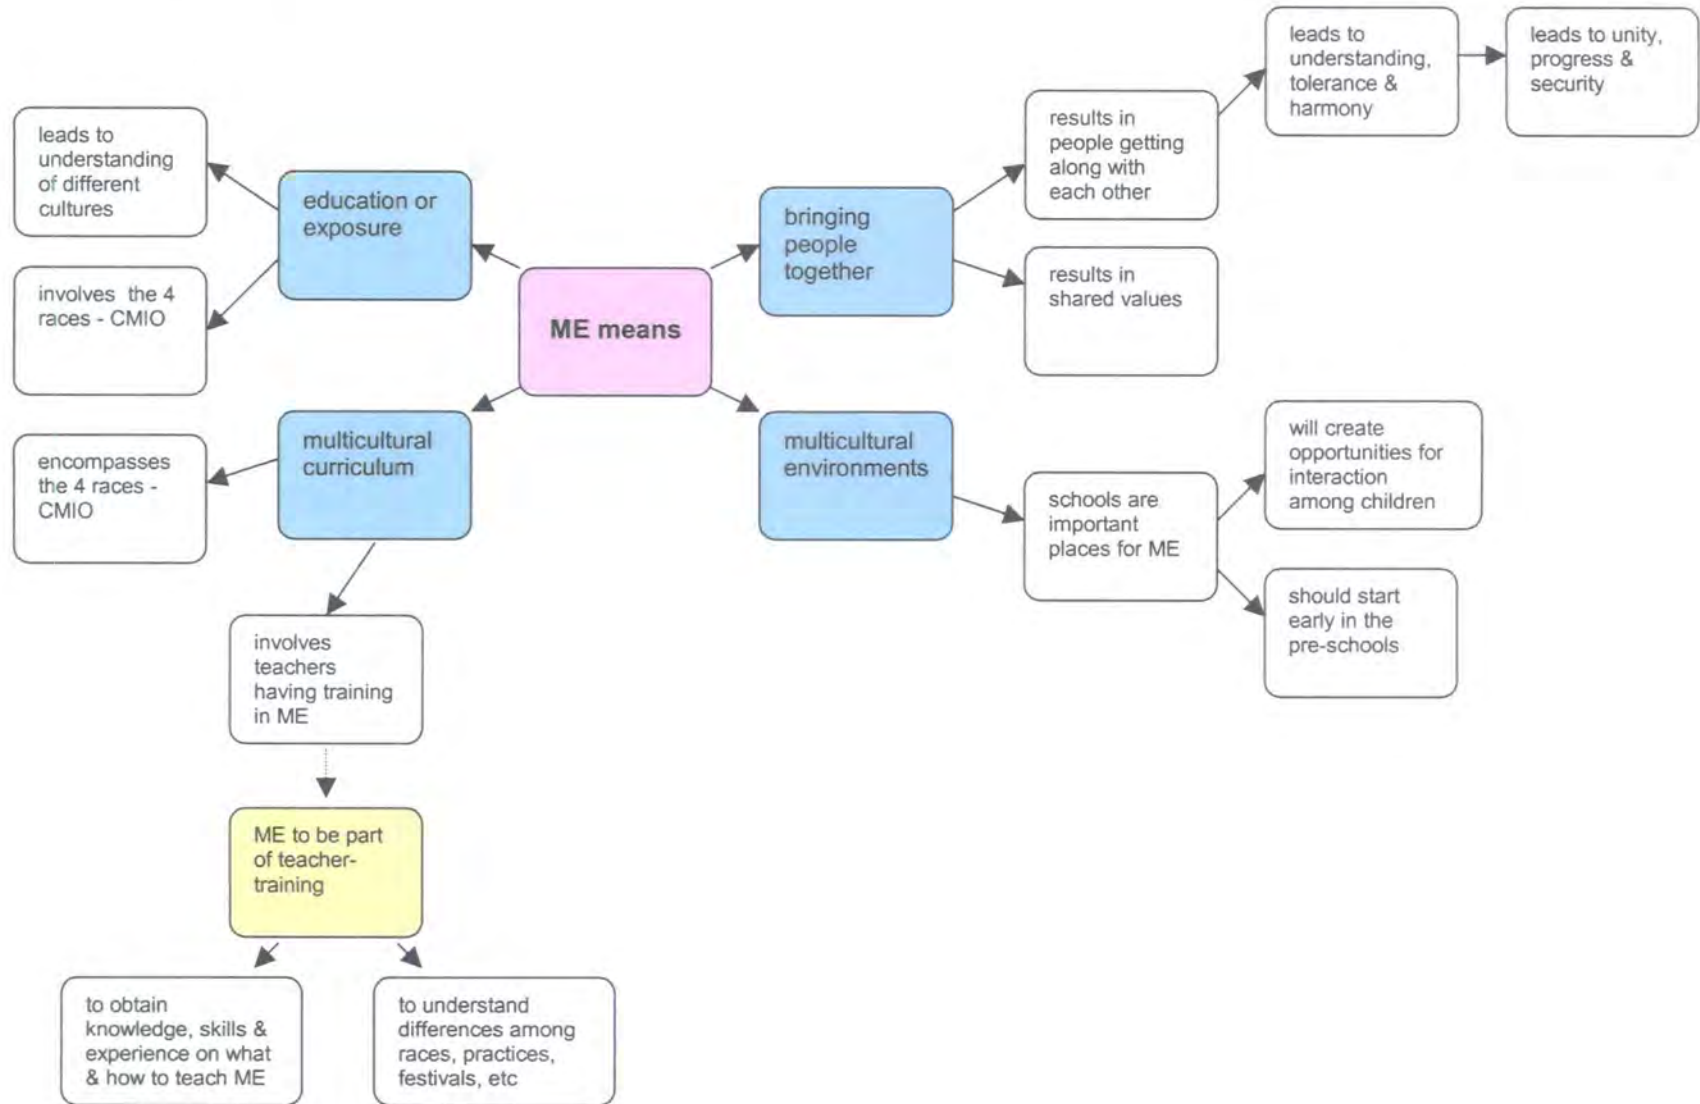 leads to
understanding,
tolerance &
harmony
leads to unity,
progress &
security
results in
people getting
along with
each other
leads to
understanding
of different
cultures
education or
exposure
bringing
people
together
involves the 4
races - CMIO
results in
shared values
ME means
multicultural
curriculum
multicultural
environments
encompasses
the 4 races -
CMIO
will create
opportunities for
interaction
among children
schools are
important
places for ME
should start
early in the
pre-schools
involves
teachers
having training
in ME
ME to be part
of teacher-
training
to obtain
knowledge, skills &
experience on what
& how to teach ME
to understand
differences among
races, practices,
festivals, etc